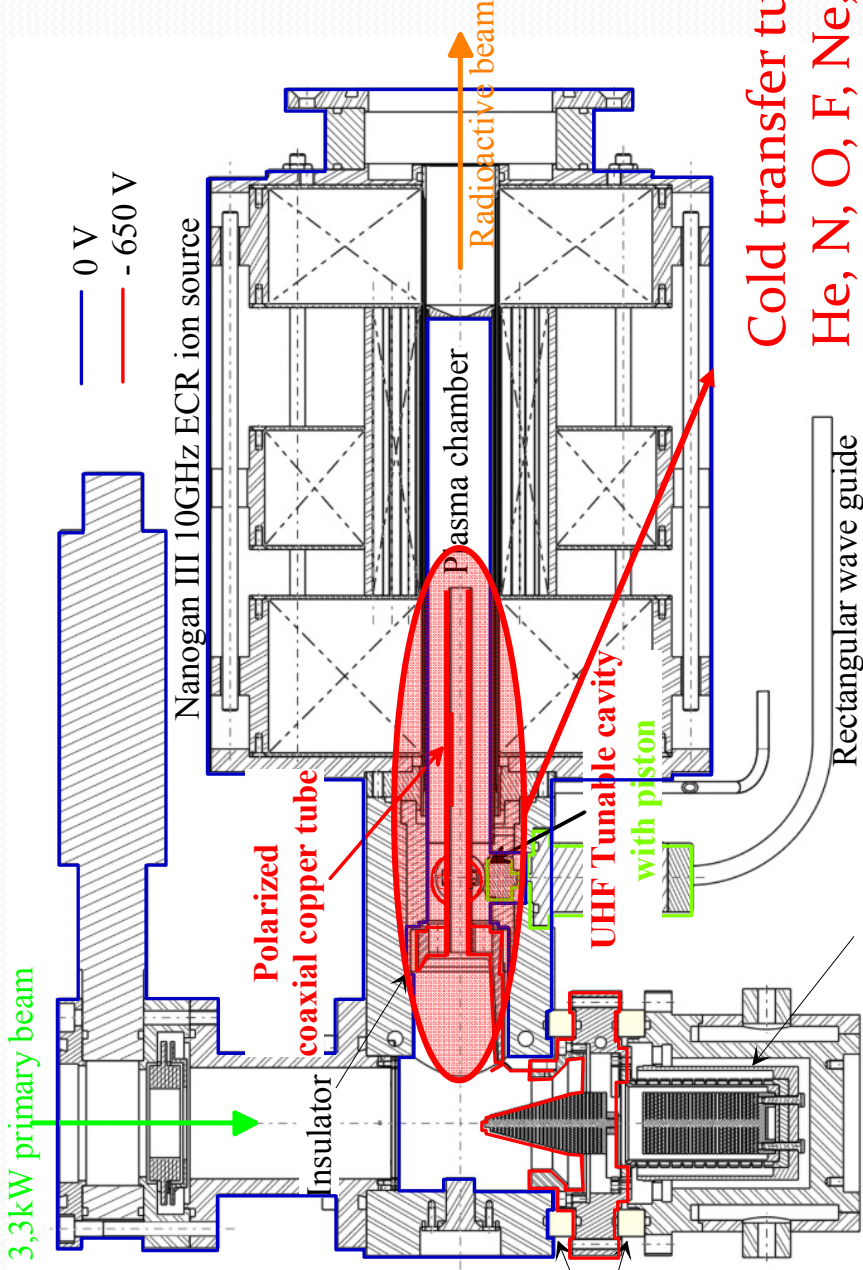 3,3kW primary beam
0 V
- 650 V
Nanogan III 10GHz ECR ion source
Radioactive beam
Polarized
coaxial copper tube
Insulator
Plasma chamber
UHF Tunable cavity
with piston
Cold transfer tu
He, N, O, F, Ne,
Rectangular wave guide